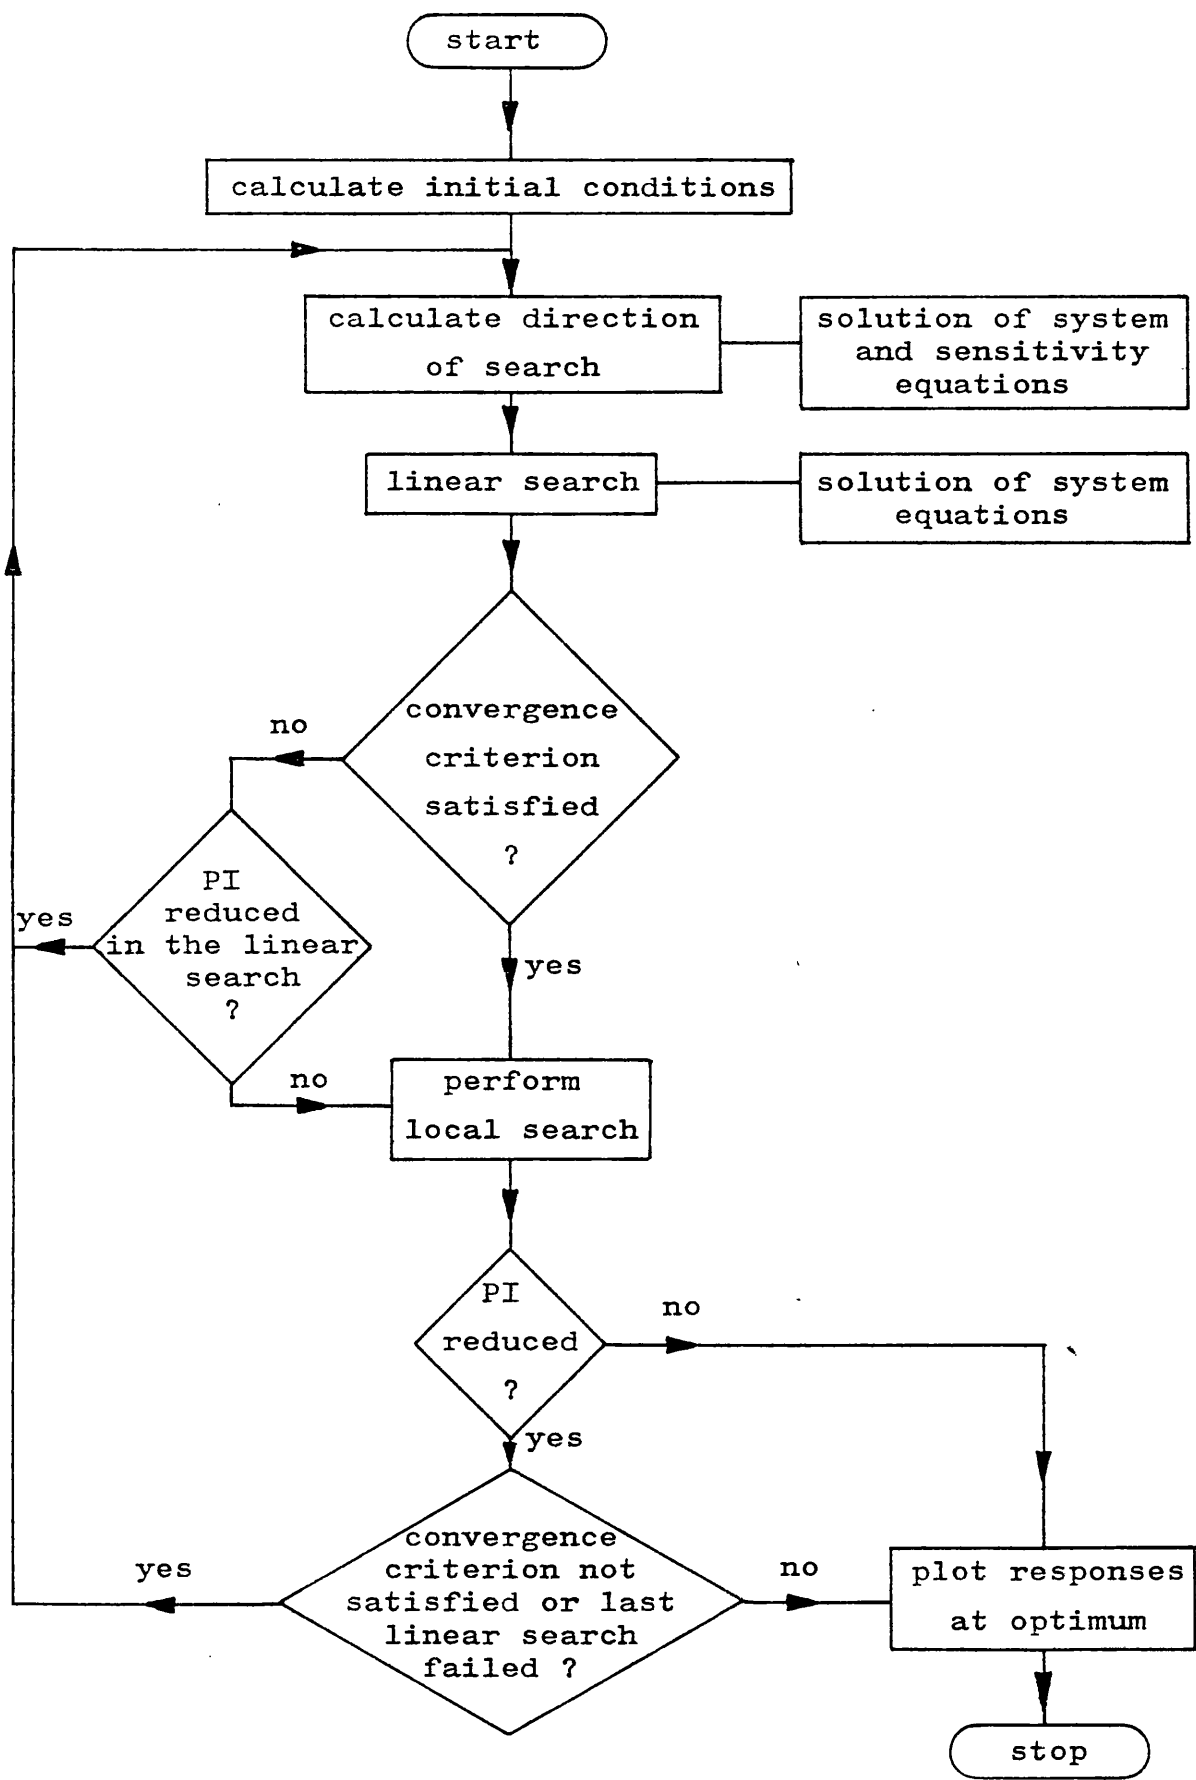 start
calculate initial conditions
calculate direction
of search
solution of system
and sensitivity
equations
linear search
solution of system
equations
convergence
criterion
satisfied
?
no
PI
reduced
in the linear
search
?
yes
yes
no
perform
local search
PI
reduced
?
no
yes
convergence
criterion not
satisfied or last
linear search
failed ?
yes
no
plot responses
at optimum
stop